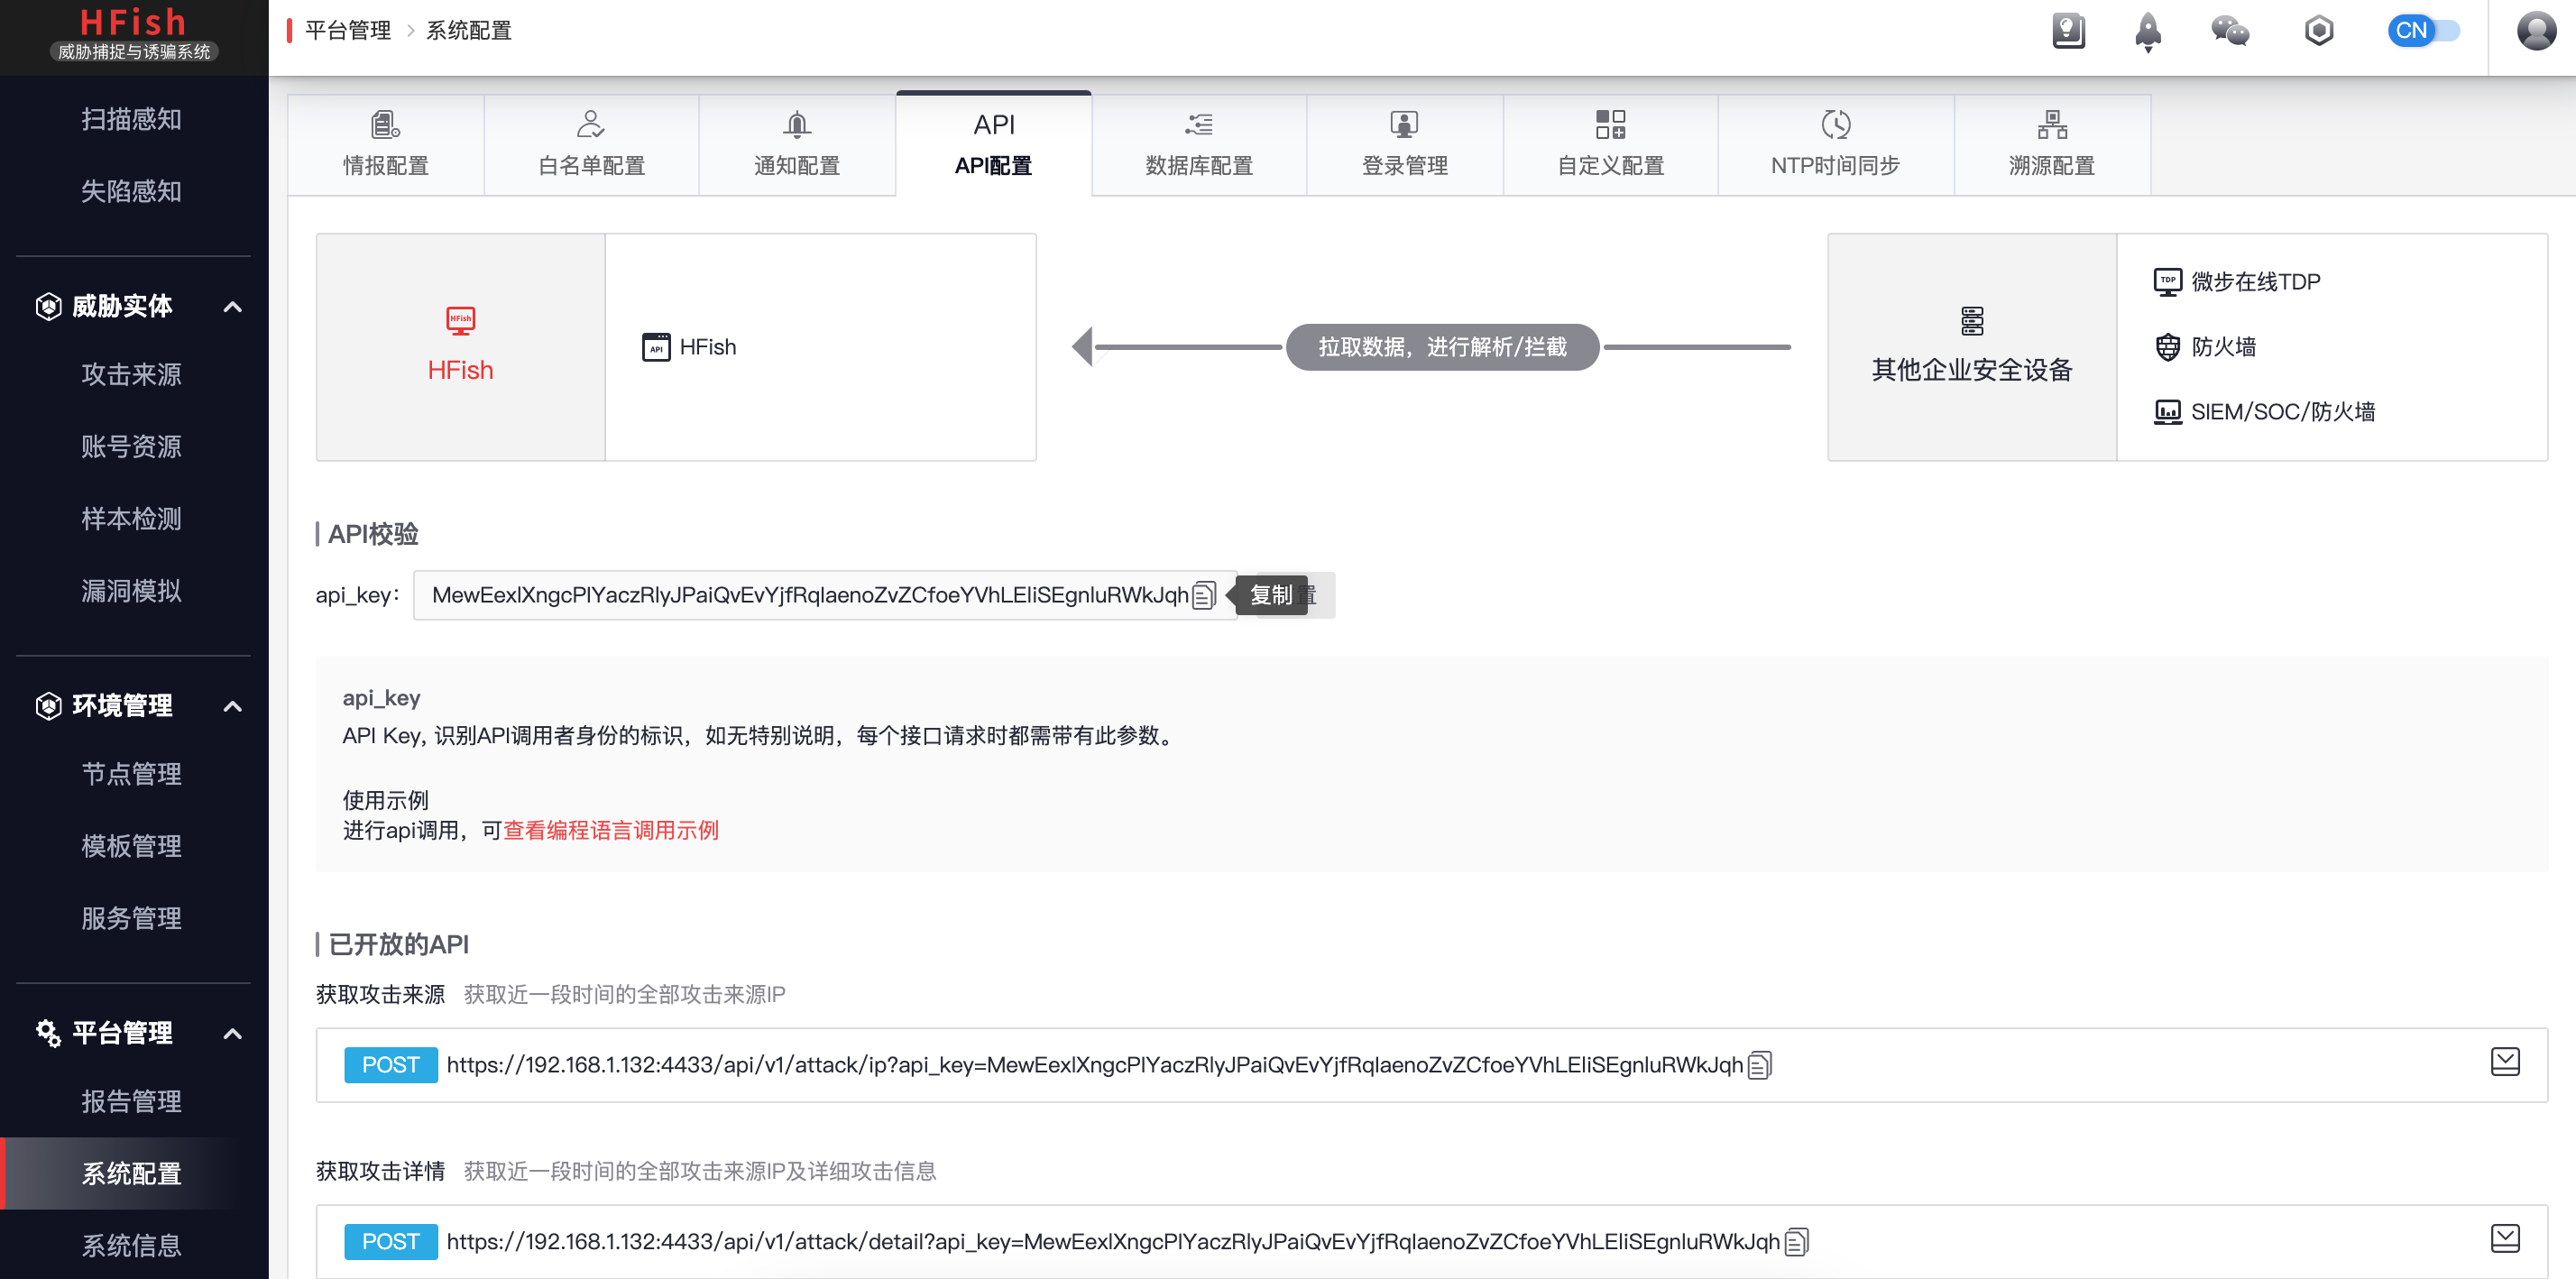 HFish
威胁捕捉与诱骗系统
平台管理 > 系统配置
CN
扫描感知
失陷感知
威胁实体
攻击来源
账号资源
样本检测
漏洞模拟
环境管理
节点管理
模板管理
服务管理
平台管理
报告管理
系统配置
系统信息
情报配置
白名单配置
通知配置
API
API配置
数据库配置
登录管理
自定义配置
NTP时间同步
溯源配置
HFish
HFish
API
HFish
拉取数据，进行解析/拦截
其他企业安全设备
TDP
微步在线TDP
防火墙
SIEM/SOC/防火墙
API校验
api_key：
MewEexlXngcPlYaczRlyJPaiQvEvYjfRqlaenoZvZCfoeYVhLEliSEgnluRWkJqh
复制
置
api_key
API Key, 识别API调用者身份的标识，如无特别说明，每个接口请求时都需带有此参数。
使用示例
进行api调用，可查看编程语言调用示例
已开放的API
获取攻击来源 获取近一段时间的全部攻击来源IP
POST https://192.168.1.132:4433/api/v1/attack/ip?api_key=MewEexlXngcPlYaczRlyJPaiQvEvYjfRqlaenoZvZCfoeYVhLEliSEgnluRWkJqh
获取攻击详情 获取近一段时间的全部攻击来源IP及详细攻击信息
POST https://192.168.1.132:4433/api/v1/attack/detail?api_key=MewEexlXngcPlYaczRlyJPaiQvEvYjfRqlaenoZvZCfoeYVhLEliSEgnluRWkJqh